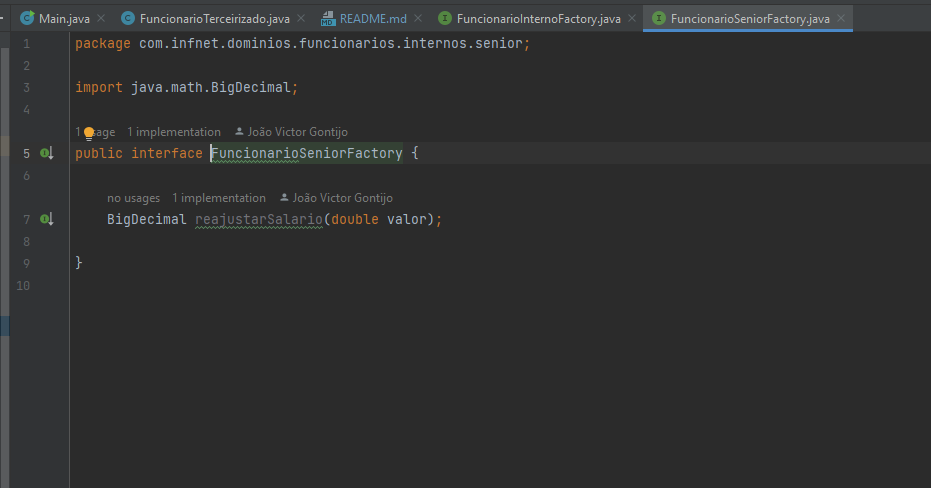 Main.java FuncionarioTerceirizado.java README.md FuncionarioInternoFactory.java FuncionarioSeniorFactory.java
1 package com.infnet.dominios.funcionarios.internos.senior;
2
3 import java.math.BigDecimal;
4
1 usage 1 implementation João Victor Gontijo
5 public interface FuncionarioSeniorFactory {
6
no usages 1 implementation João Victor Gontijo
7 BigDecimal reajustarSalario(double valor);
8
9 }
10